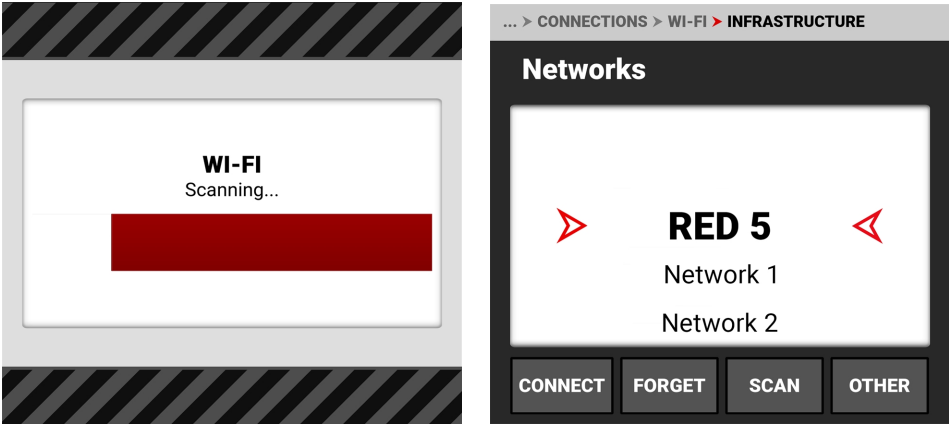 WI-FI
Scanning...
... > CONNECTIONS > WI-FI > INFRASTRUCTURE
Networks
RED 5
Network 1
Network 2
CONNECT FORGET SCAN OTHER